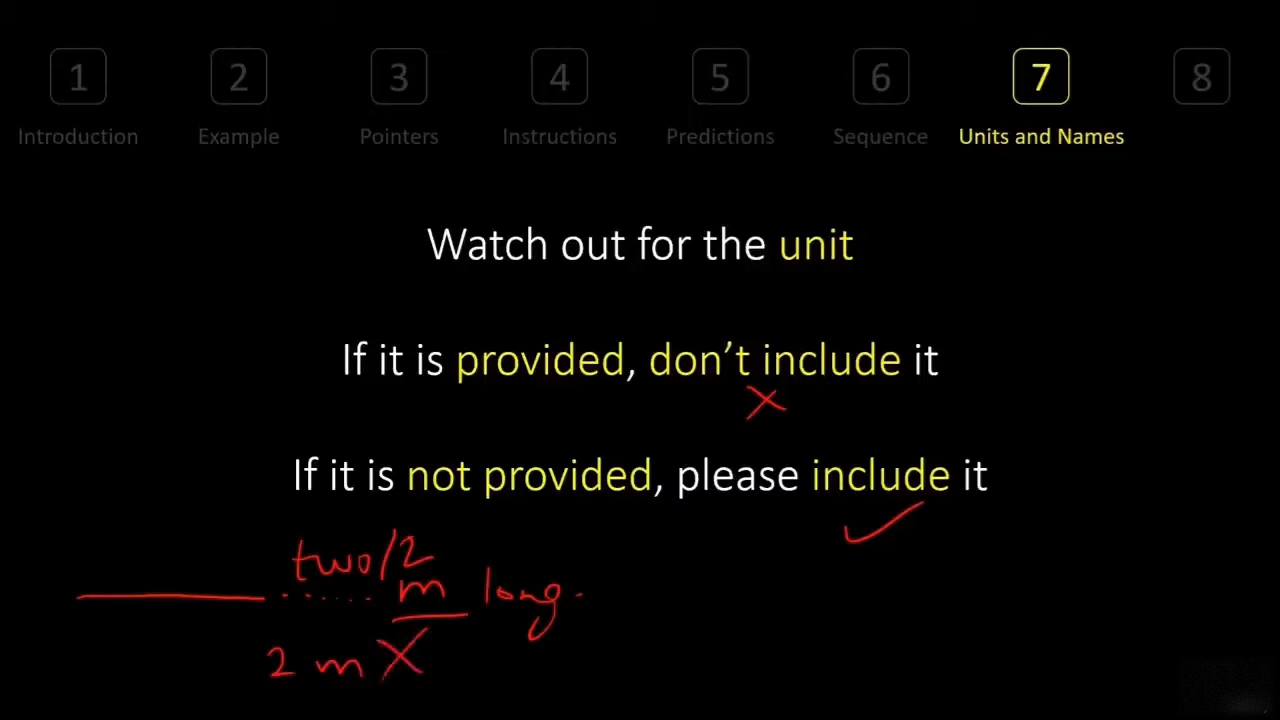 1 2 3 4 5 6 7 8
Introduction Example Pointers Instructions Predictions Sequence Units and Names
Watch out for the unit
If it is provided, don’t include it
X
If it is not provided, please include it
two/2
...... m long.
2 m X